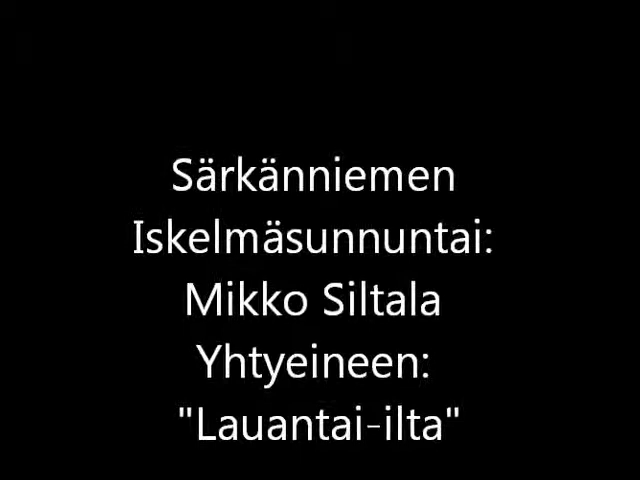 Särkänniemen
Iskelmäsunnuntai:
Mikko Siltala
Yhtyeineen:
"Lauantai-ilta"